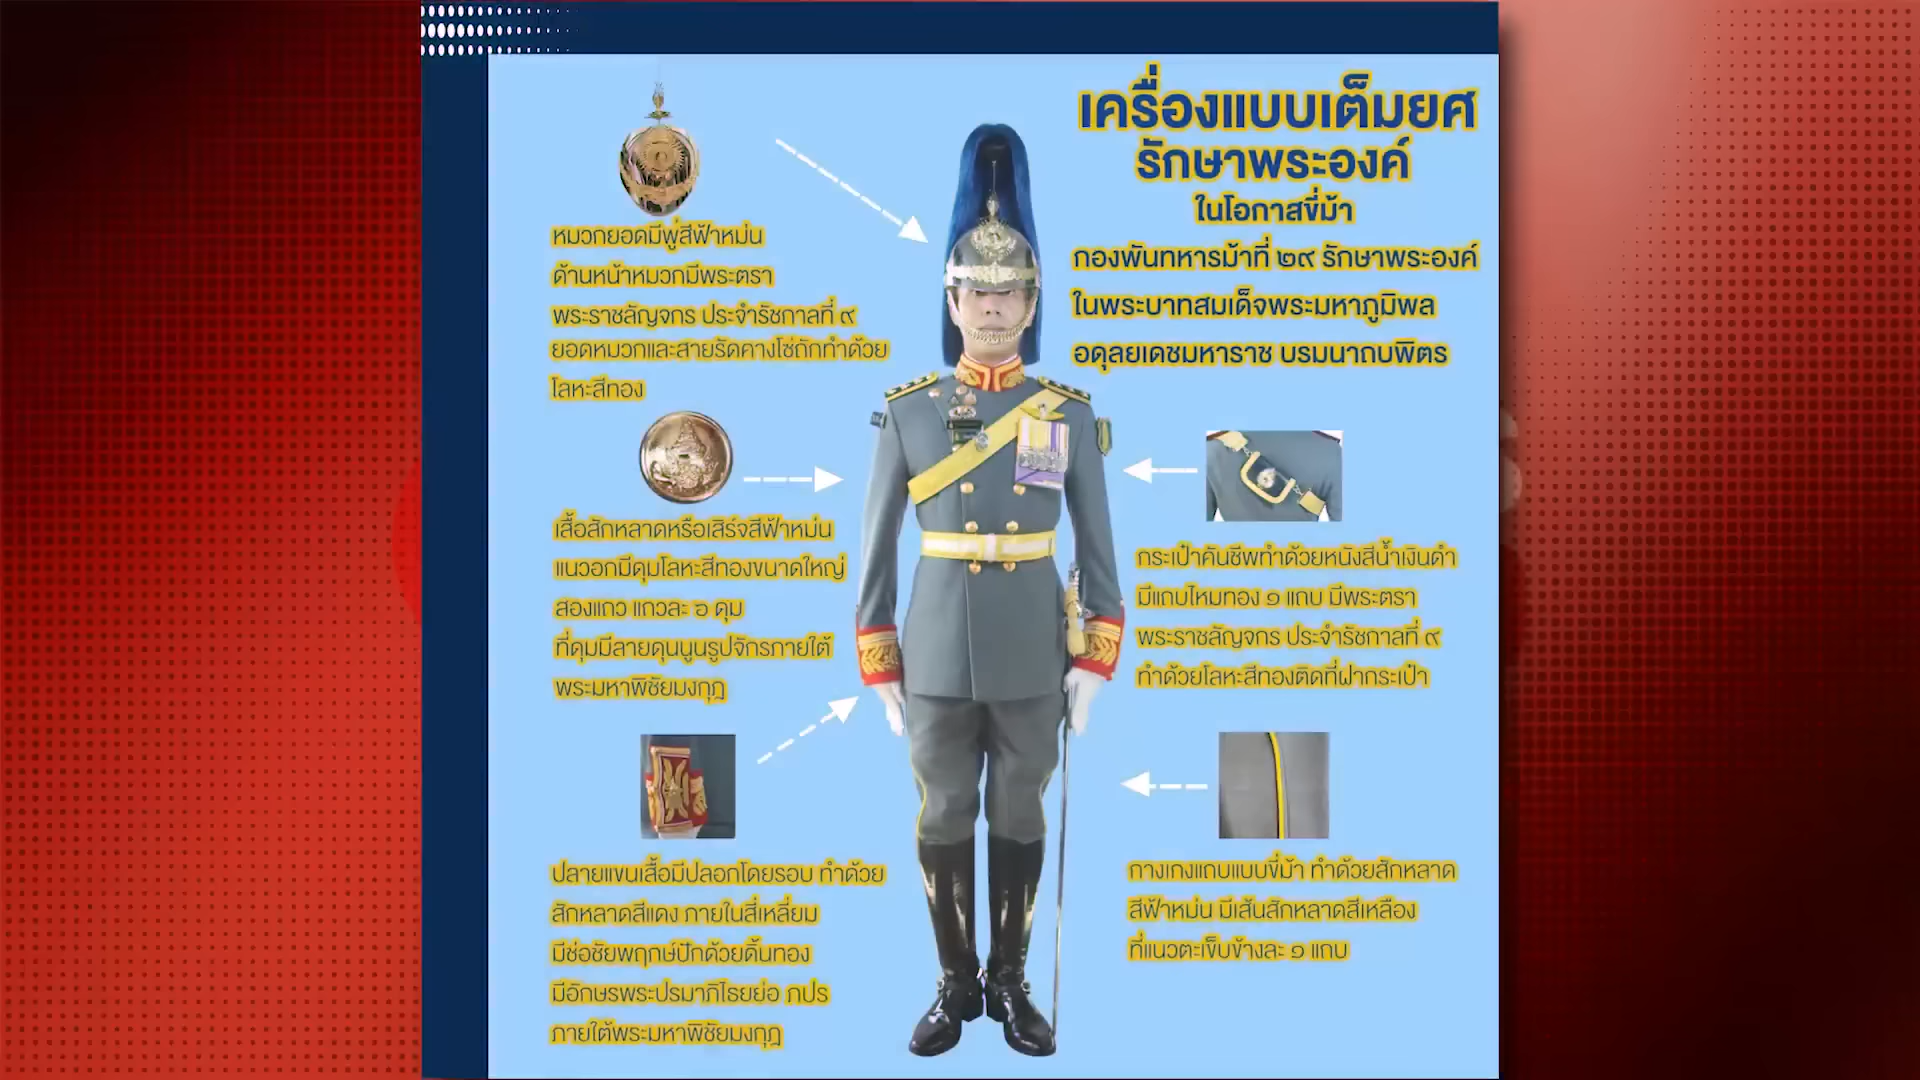 เครื่องแบบเต็มยศ
รักษาพระองค์
ในโอกาสขี่ม้า
กองพันทหารม้าที่ ๒๙ รักษาพระองค์
ในพระบาทสมเด็จพระมหาภูมิพล
อดุลยเดชมหาราช บรมนาถบพิตร
หมวกยอดมีพู่สีฟ้าหม่น
ด้านหน้าหมวกมีพระตรา
พระราชลัญจกร ประจำรัชกาลที่ ๙
ยอดหมวกและสายรัดคางโซ่ถักทำด้วย
โลหะสีทอง
เสื้อสักหลาดหรือเสิร์จสีฟ้าหม่น
แนวอกมีดุมโลหะสีทองขนาดใหญ่
สองแถว แถวละ ๖ ดุม
ที่ดุมมีลายดุนนูนรูปจักรภายใต้
พระมหาพิชัยมงกุฎ
ปลายแขนเสื้อมีปลอกโดยรอบ ทำด้วย
สักหลาดสีแดง ภายในสี่เหลี่ยม
มีช่อชัยพฤกษ์ปักด้วยดิ้นทอง
มีอักษรพระปรมาภิไธยย่อ ภปร
ภายใต้พระมหาพิชัยมงกุฎ
กระเป๋าคันชีพทำด้วยหนังสีน้ำเงินดำ
มีแถบไหมทอง ๑ แถบ มีพระตรา
พระราชลัญจกร ประจำรัชกาลที่ ๙
ทำด้วยโลหะสีทองติดที่ฝากระเป๋า
กางเกงแถบแบบขี่ม้า ทำด้วยสักหลาด
สีฟ้าหม่น มีเส้นสักหลาดสีเหลือง
ที่แนวตะเข็บข้างละ ๑ แถบ